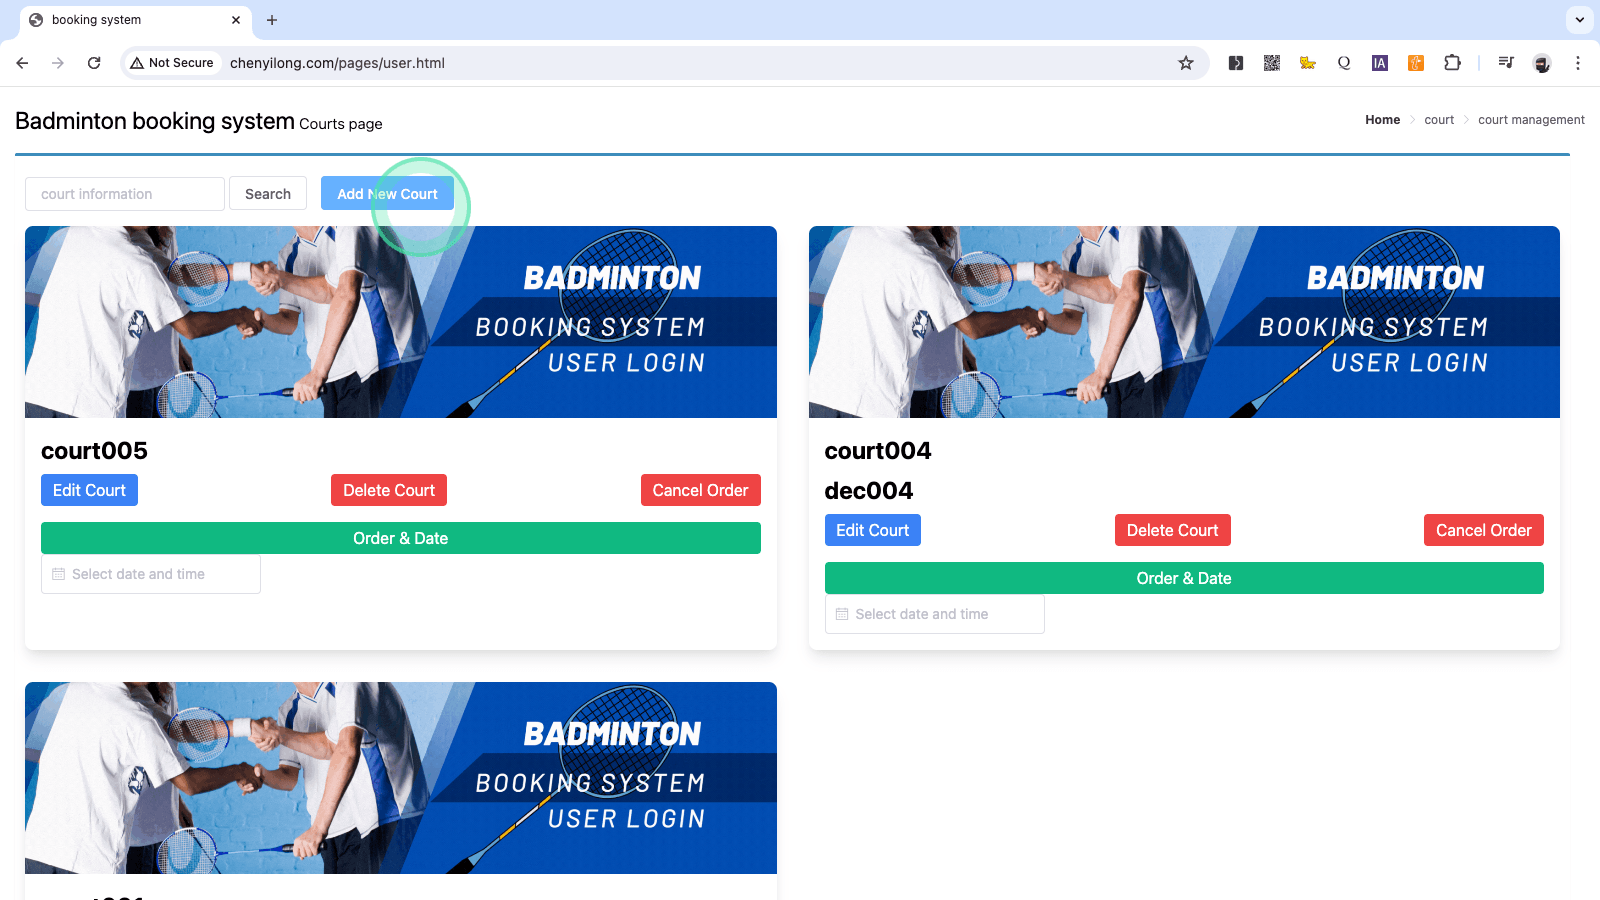 booking system
Not Secure
chenyilong.com/pages/user.html
IA
Badminton booking system Courts page
Home
court
court management
court information
Search
Add New Court
BADMINTON
BOOKING SYSTEM
USER LOGIN
BADMINTON
BOOKING SYSTEM
USER LOGIN
court005
Edit Court
Delete Court
Cancel Order
Order & Date
Select date and time
court004
dec004
Edit Court
Delete Court
Cancel Order
Order & Date
Select date and time
BADMINTON
BOOKING SYSTEM
USER LOGIN